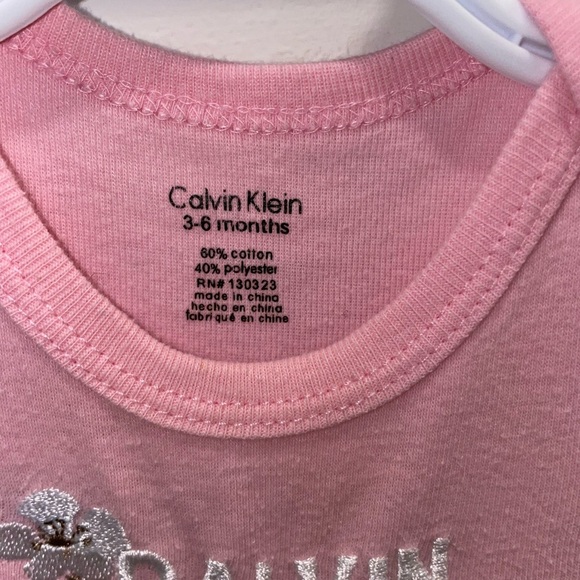 Calvin Klein
3-6 months
60% cotton
40% polyester
RN# 130323
made in china
hecho en china
fabriqué en chine
CALVIN